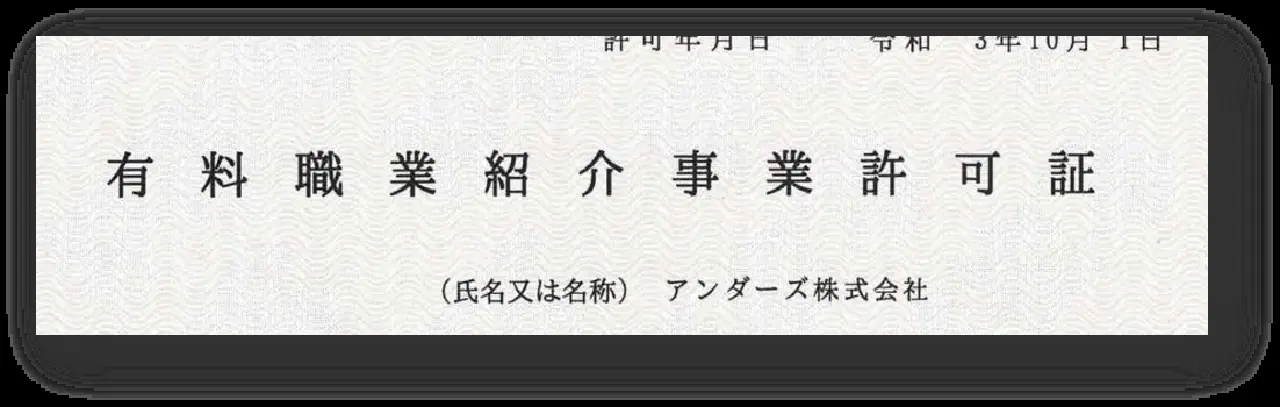 許可年月日　　令和　3年10月　1日
有料職業紹介事業許可証
（氏名又は名称）　アンダーズ株式会社